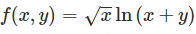 f(x, y) = √x ln (x + y)